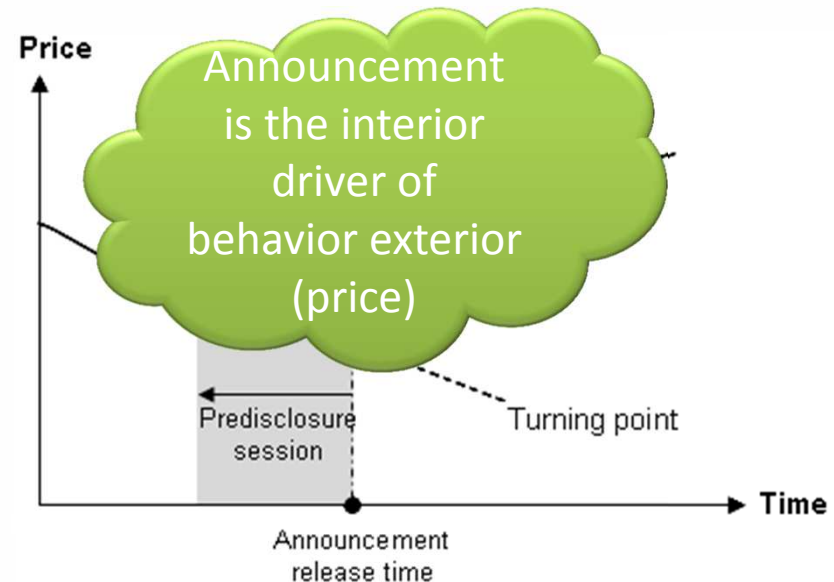 Price
Announcement
is the interior
driver of
behavior exterior
(price)
Predisclosure
session
Turning point
Time
Announcement
release time